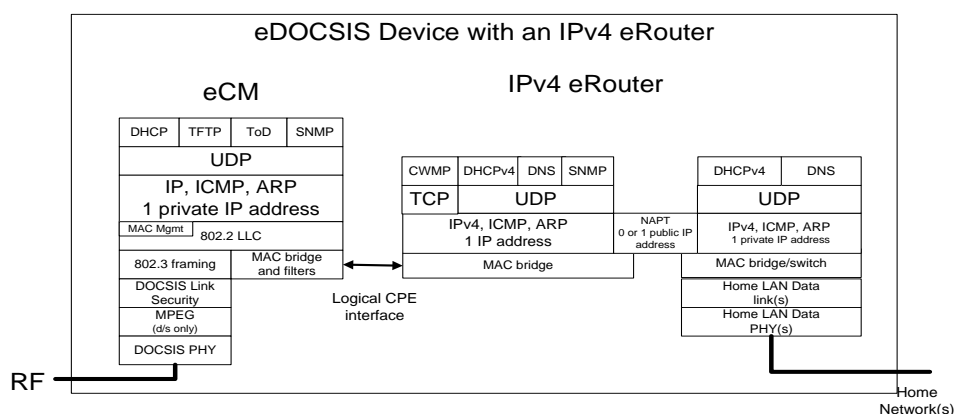 eDOCSIS Device with an IPv4 eRouter
eCM
IPv4 eRouter
DHCP TFTP ToD SNMP
UDP
IP, ICMP, ARP
1 private IP address
MAC Mgmt
802.2 LLC
802.3 framing
MAC bridge
and filters
DOCSIS Link
Security
MPEG
(d/s only)
DOCSIS PHY
RF
Logical CPE
interface
CWMP DHCPv4 DNS SNMP
TCP UDP
IPv4, ICMP, ARP
1 IP address
MAC bridge
NAPT
0 or 1 public IP
address
DHCPv4 DNS
UDP
IPv4, ICMP, ARP
1 private IP address
MAC bridge/switch
Home LAN Data
link(s)
Home LAN Data
PHY(s)
Home
Network(s)